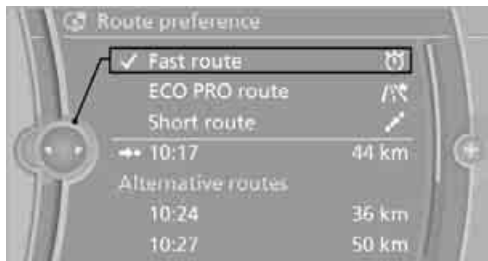 Route preference
Fast route
ECO PRO route
Short route
10:17 44 km
Alternative routes
10:24 36 km
10:27 50 km